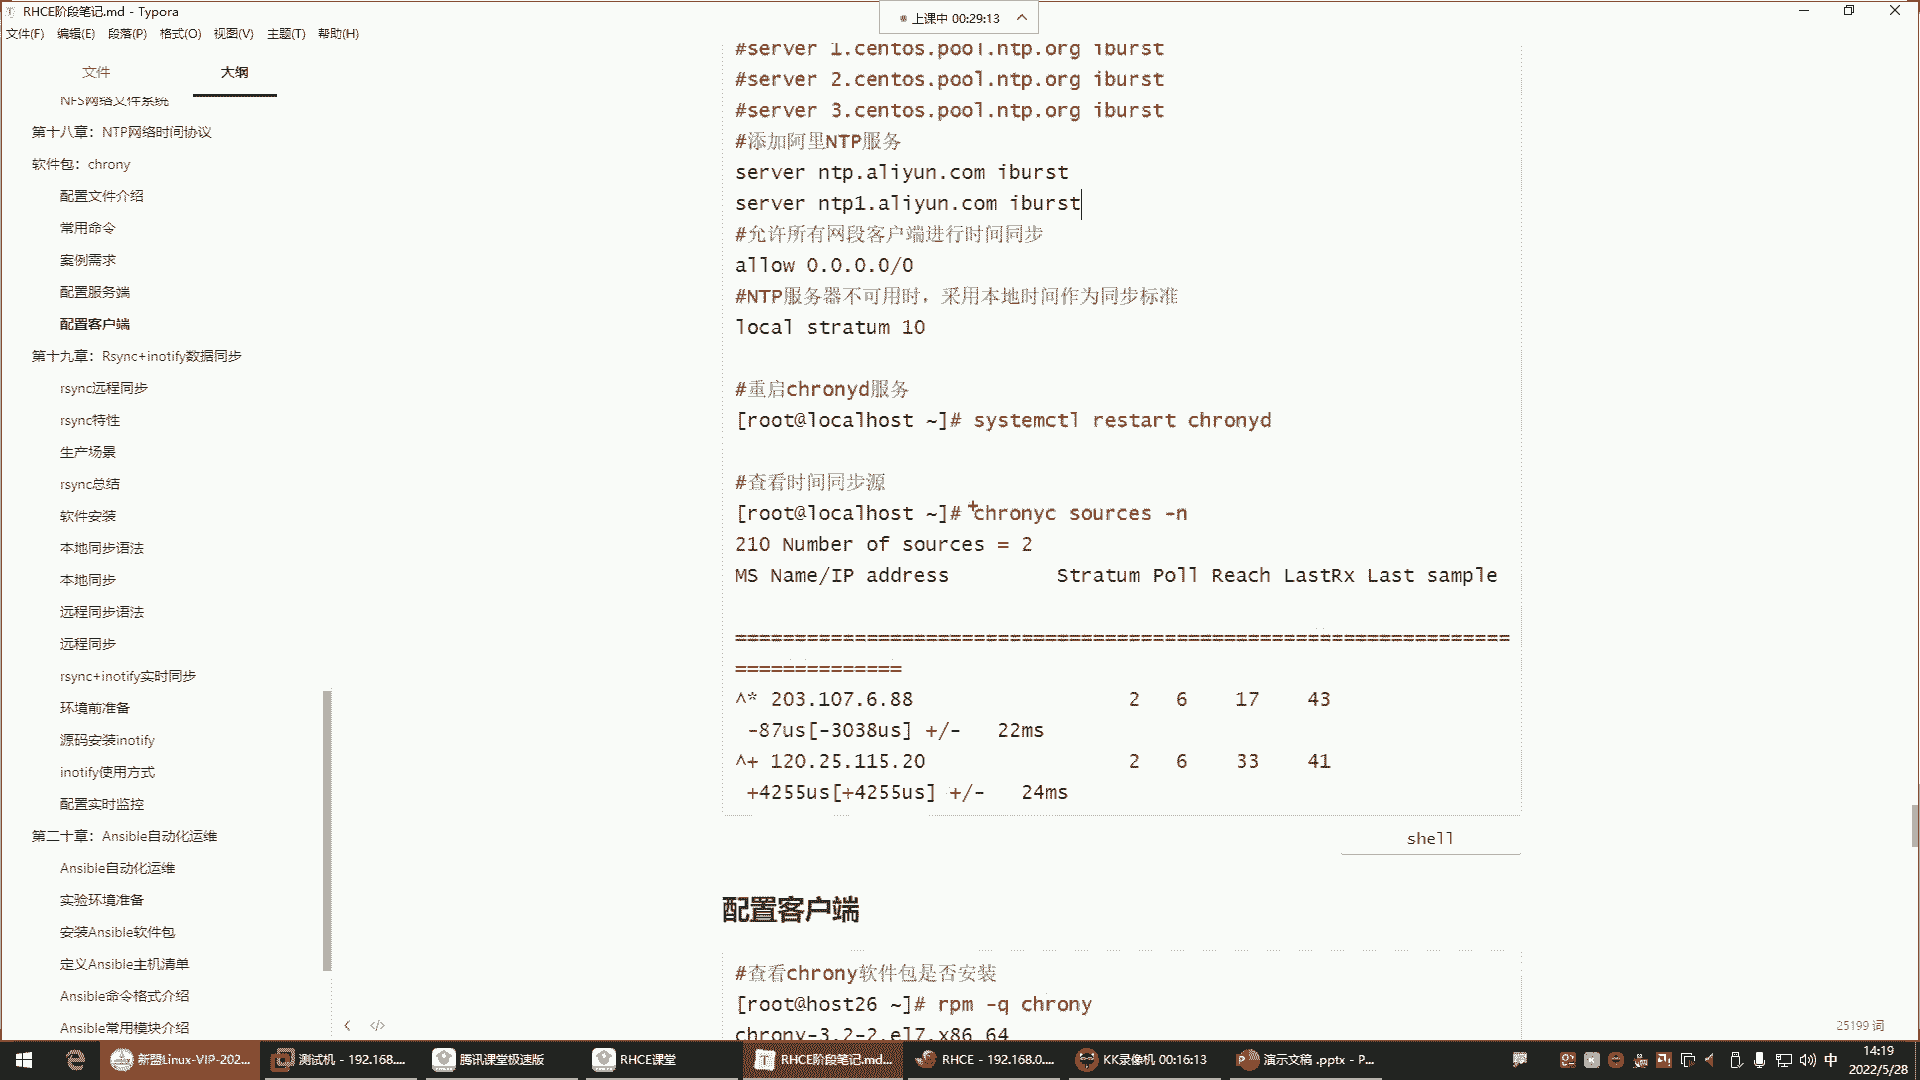 RHCE阶段笔记.md - Typora
上课中 00:29:13
文件(F) 编辑(E) 段落(P) 格式(O) 视图(V) 主题(T) 帮助(H)
文件 大纲
NFS网络文件系统
第十八章：NTP网络时间协议
软件包：chrony
配置文件介绍
常用命令
案例需求
配置服务端
配置客户端
第十九章：Rsync+inotify数据同步
rsync远程同步
rsync特性
生产场景
rsync总结
软件安装
本地同步语法
本地同步
远程同步语法
远程同步
rsync+inotify实时同步
环境前准备
源码安装inotify
inotify使用方式
配置实时监控
第二十章：Ansible自动化运维
Ansible自动化运维
实验环境准备
安装Ansible软件包
定义Ansible主机清单
Ansible命令格式介绍
Ansible常用模块介绍
#server 1.centos.pool.ntp.org iburst
#server 2.centos.pool.ntp.org iburst
#server 3.centos.pool.ntp.org iburst
#添加阿里NTP服务
server ntp.aliyun.com iburst
server ntp1.aliyun.com iburst
#允许所有网段客户端进行时间同步
allow 0.0.0.0/0
#NTP服务器不可用时，采用本地时间作为同步标准
local stratum 10
#重启chronyd服务
[root@localhost ~]# systemctl restart chronyd
#查看时间同步源
[root@localhost ~]# chronyc sources -n
210 Number of sources = 2
MS Name/IP address Stratum Poll Reach LastRx Last sample
=================================================================
==============
^* 203.107.6.88 2 6 17 43
-87us[-3038us] +/- 22ms
^+ 120.25.115.20 2 6 33 41
+4255us[+4255us] +/- 24ms
shell
配置客户端
#查看chrony软件包是否安装
[root@host26 ~]# rpm -q chrony
chrony-3.2-2.el7.x86_64
25199 词
新盟Linux-VIP-202... 测试机 - 192.168.... 腾讯课堂极速版 RHCE课堂 RHCE阶段笔记.md... RHCE - 192.168.0.... KK录像机 00:16:13 演示文稿 .pptx - P... 中 14:19
2022/5/28